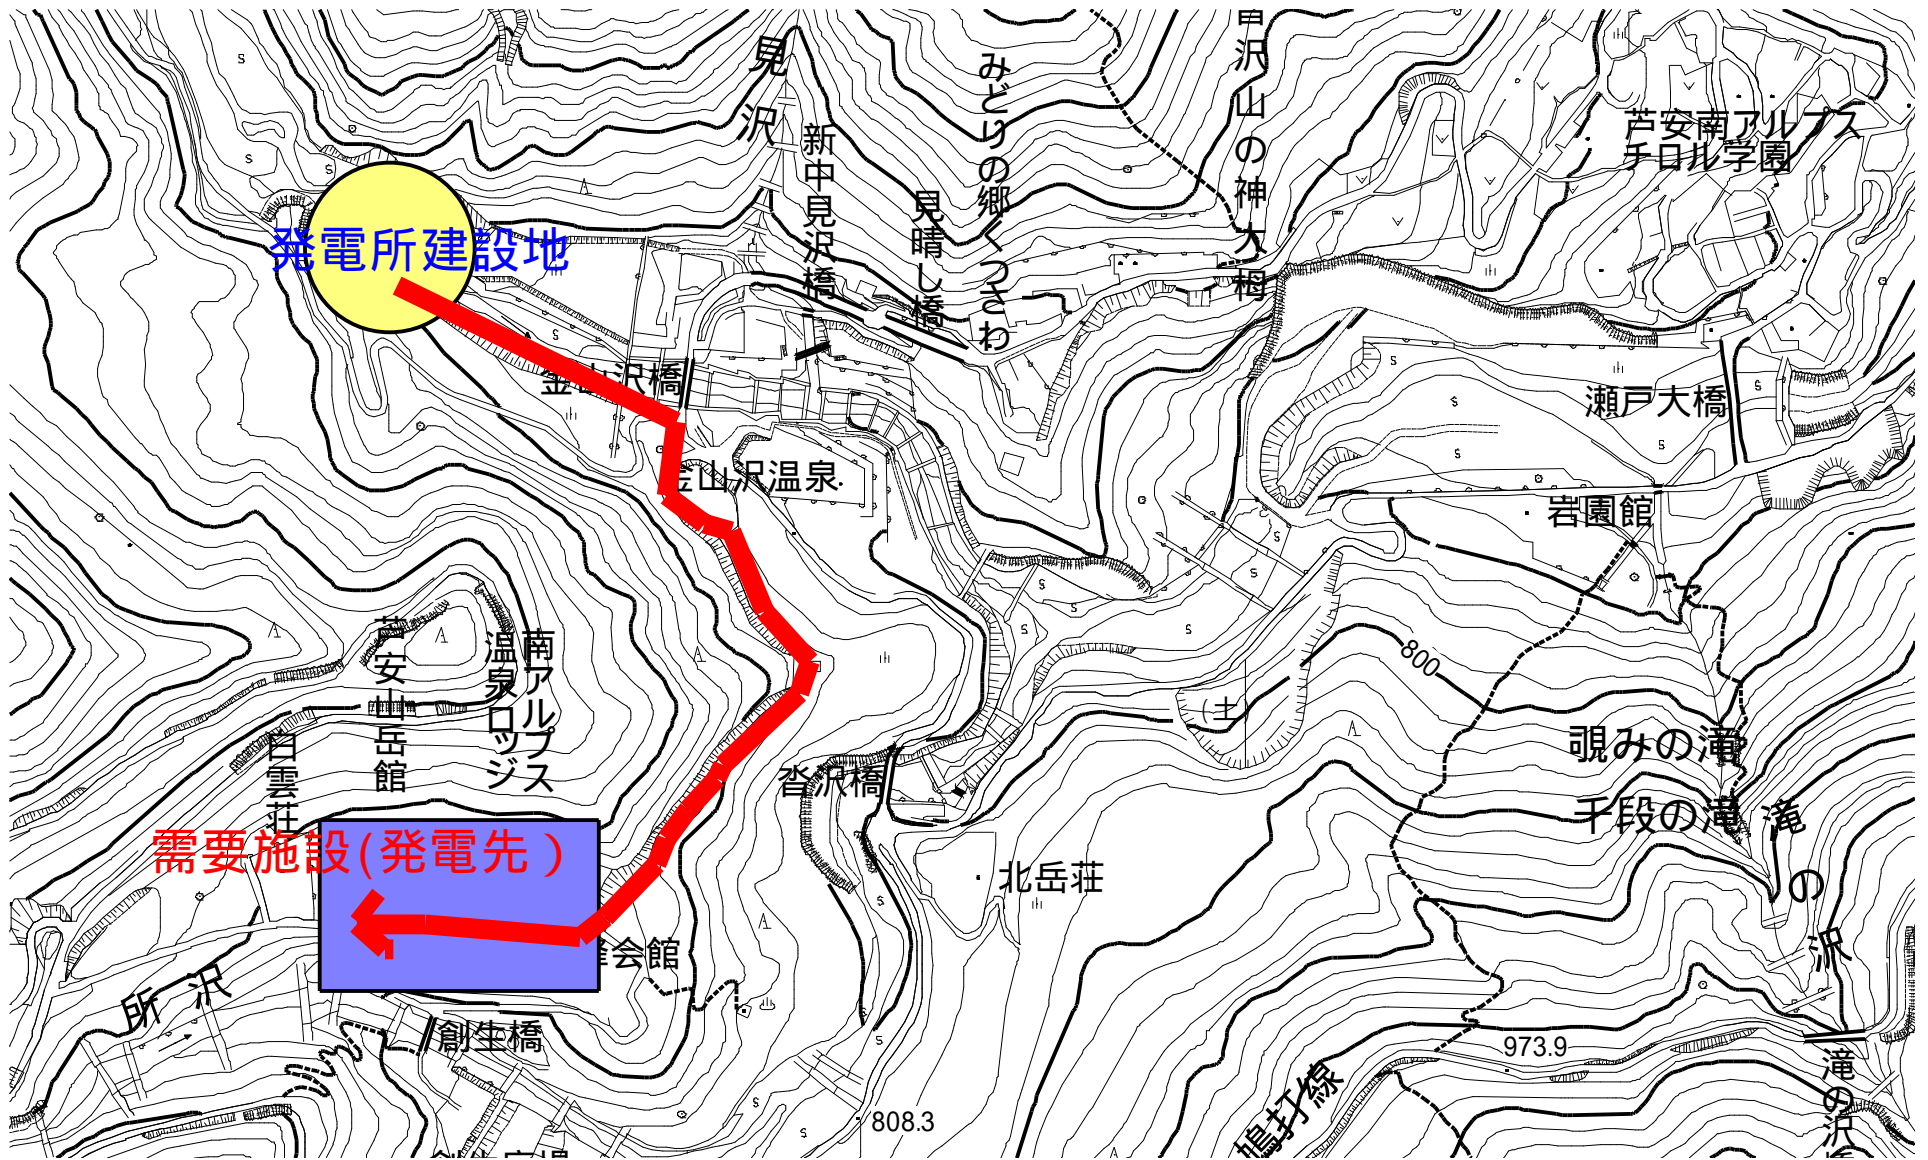 見沢
新中見沢橋
見晴し橋
みどりの郷くつさわ
沢山の神大栂
芦安南アルプス
チロル学園
発電所建設地
金山沢橋
金山沢温泉
瀬戸大橋
岩園館
800
(土)
覗みの滝
千段の滝
滝の沢
芦安山岳館
南アルプス
温泉ロッジ
白雲荘
沓沢橋
北岳荘
需要施設(発電先)
会館
所沢
創生橋
808.3
973.9
鳩打線
滝の沢